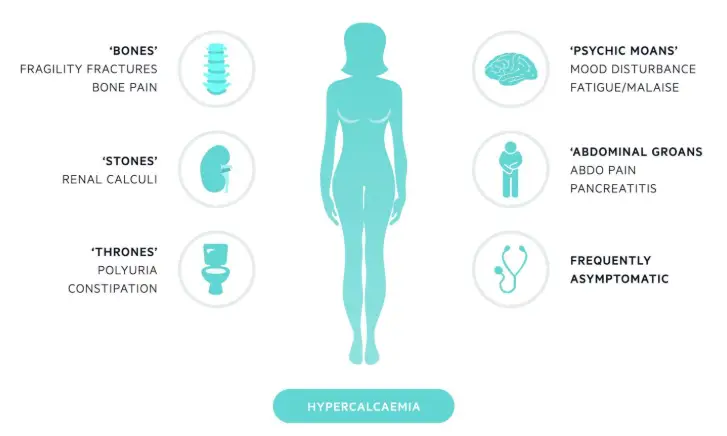 ‘BONES’
FRAGILITY FRACTURES
BONE PAIN
‘STONES’
RENAL CALCULI
‘THRONES’
POLYURIA
CONSTIPATION
‘PSYCHIC MOANS’
MOOD DISTURBANCE
FATIGUE/MALAISE
‘ABDOMINAL GROANS
ABDO PAIN
PANCREATITIS
FREQUENTLY
ASYMPTOMATIC
HYPERCALCAEMIA